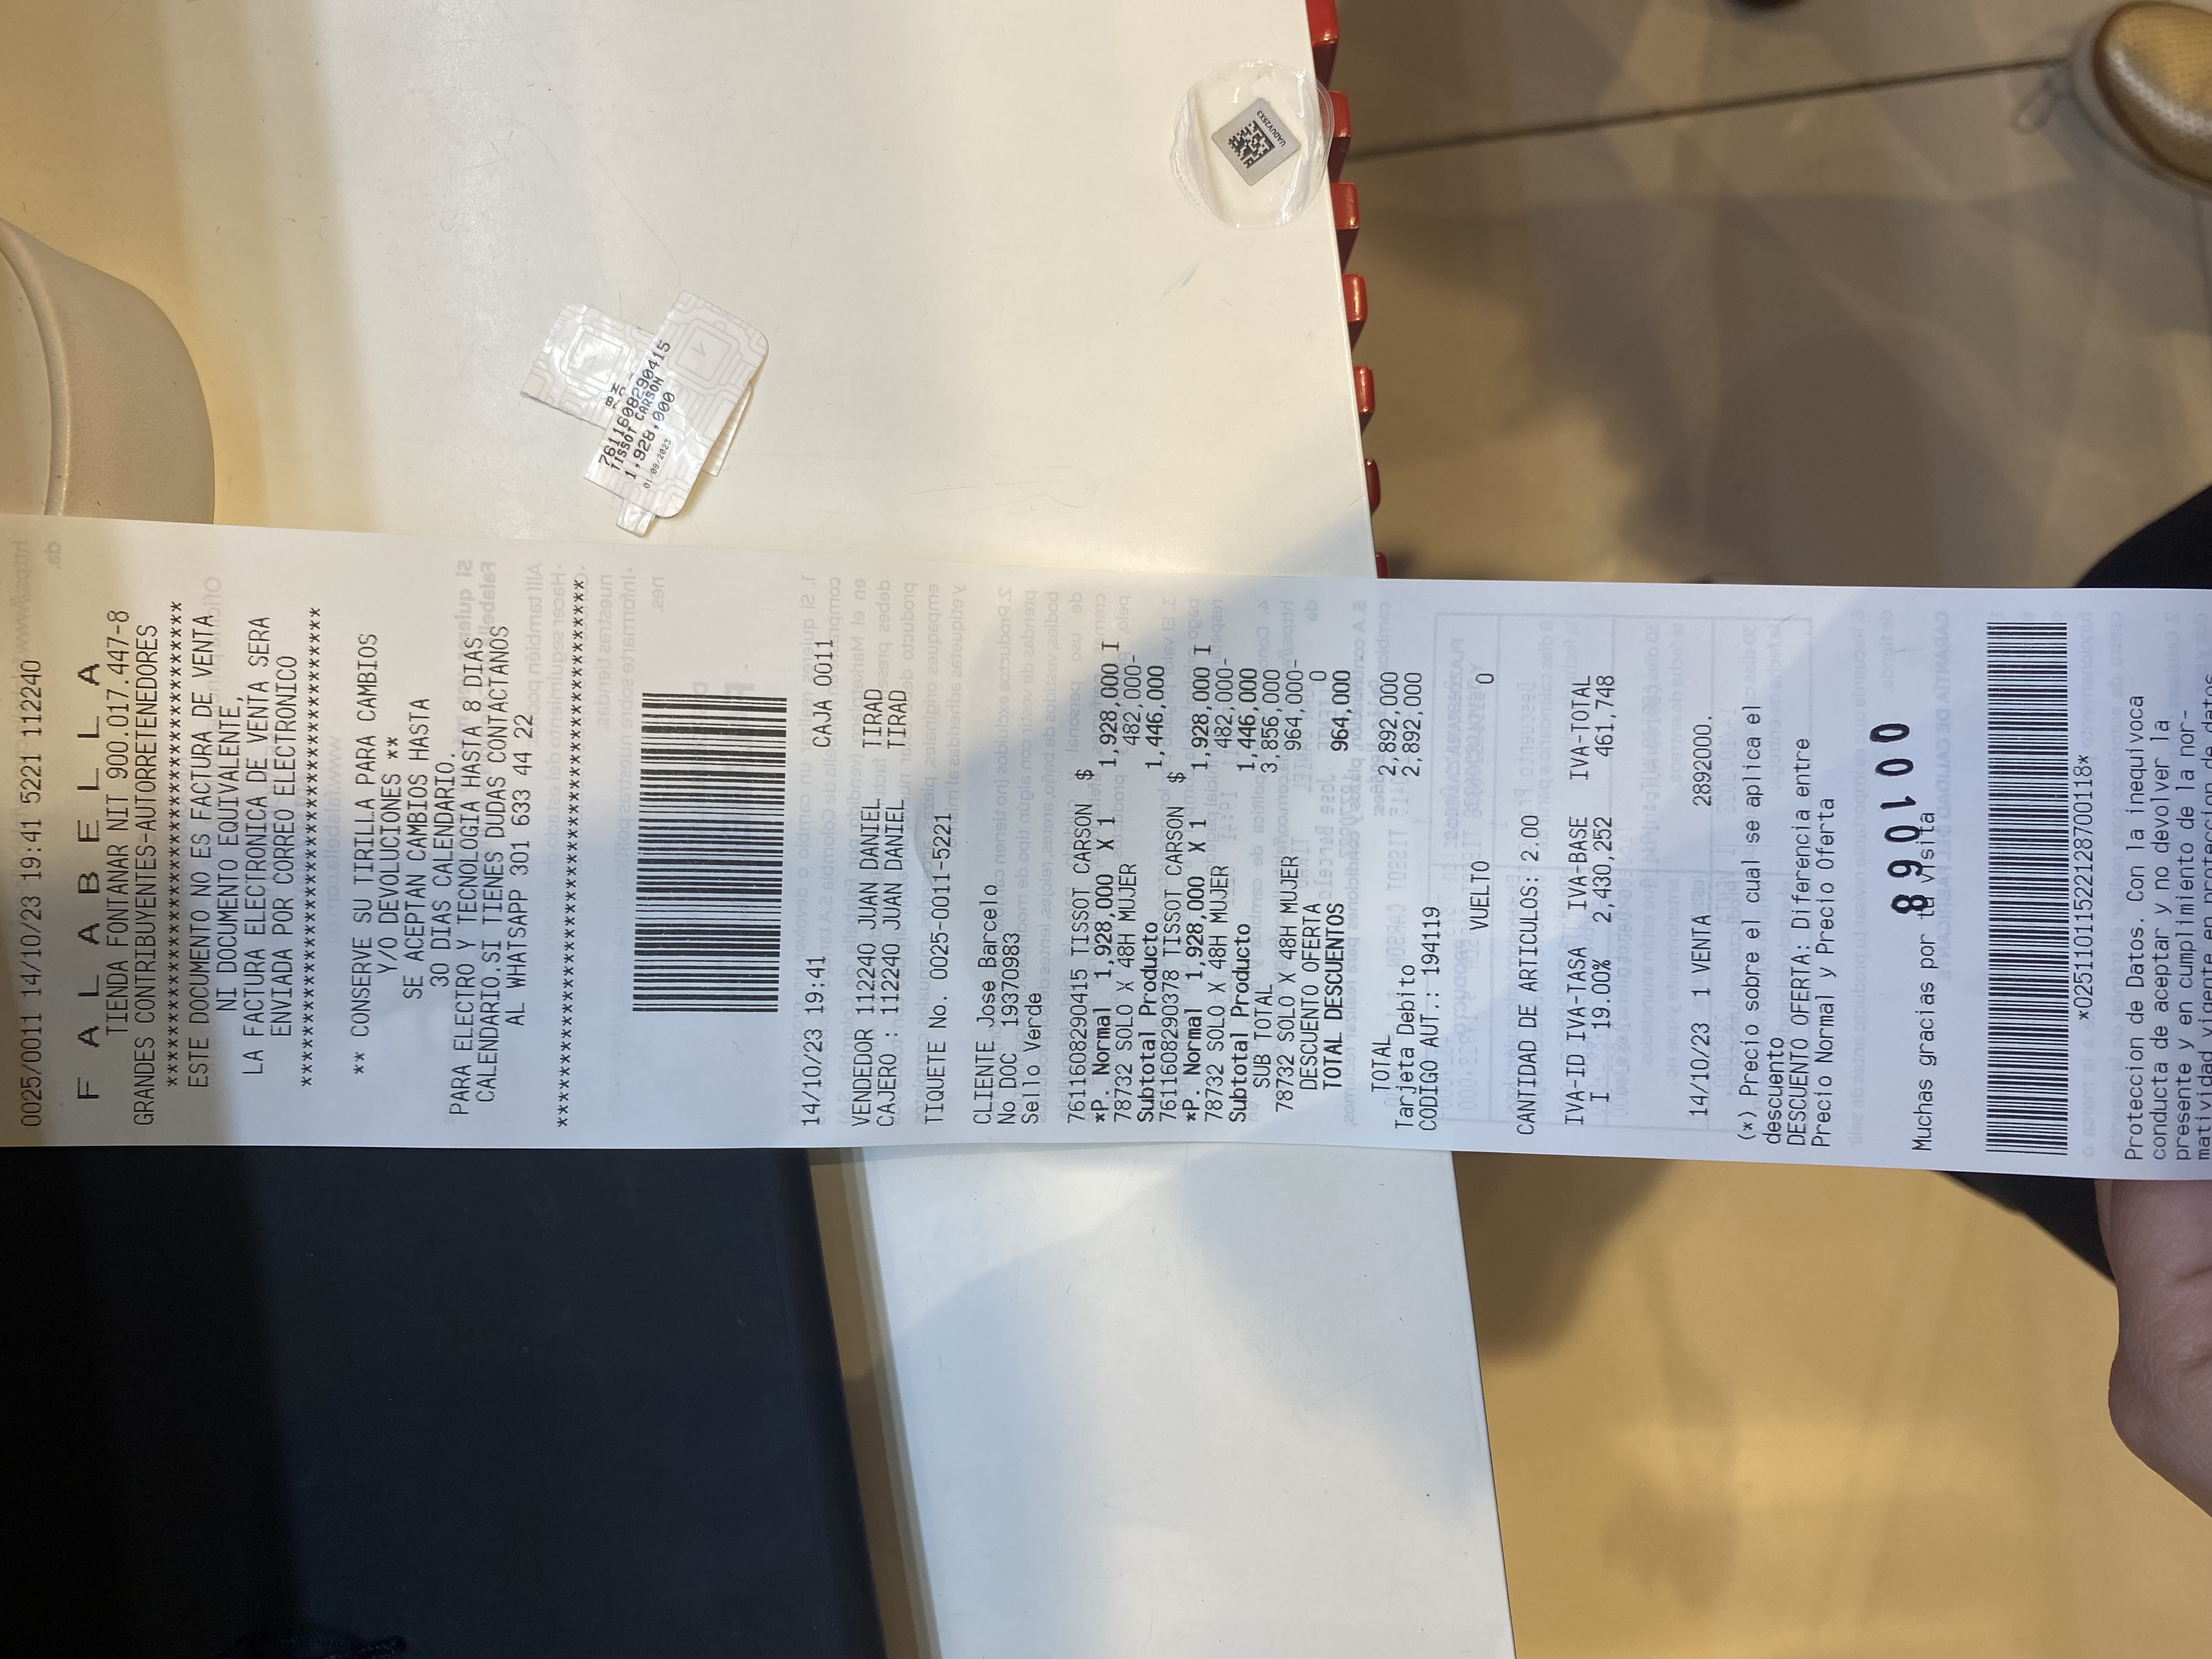 0025/0011 14/10/23 19:41 5221 112240
F A L A B E L L A
TIENDA FONTANAR NIT 900.017.447-8
GRANDES CONTRIBUYENTES-AUTORRETENEDORES
****************************************
ESTE DOCUMENTO NO ES FACTURA DE VENTA
NI DOCUMENTO EQUIVALENTE,
LA FACTURA ELECTRONICA DE VENTA SERA
ENVIADA POR CORREO ELECTRONICO
****************************************
** CONSERVE SU TIRILLA PARA CAMBIOS
Y/O DEVOLUCIONES **
SE ACEPTAN CAMBIOS HASTA
30 DIAS CALENDARIO.
PARA ELECTRO Y TECNOLOGIA HASTA 8 DIAS
CALENDARIO.SI TIENES DUDAS CONTACTANOS
AL WHATSAPP 301 633 44 22
****************************************
14/10/23 19:41 CAJA 0011
VENDEDOR 112240 JUAN DANIEL TIRAD
CAJERO : 112240 JUAN DANIEL TIRAD
TIQUETE No. 0025-0011-5221
CLIENTE Jose Barcelo
No DOC 19370983
Sello Verde
7611608290415 TISSOT CARSON $
*P. Normal 1,928,000 X 1 1,928,000 I
78732 SOLO X 48H MUJER 482,000-
Subtotal Producto 1,446,000
7611608290378 TISSOT CARSON $
*P. Normal 1,928,000 X 1 1,928,000 I
78732 SOLO X 48H MUJER 482,000-
Subtotal Producto 1,446,000
SUB TOTAL 3,856,000
78732 SOLO X 48H MUJER 964,000-
DESCUENTO OFERTA 0
TOTAL DESCUENTOS 964,000
TOTAL 2,892,000
Tarjeta Debito 2,892,000
CODIGO AUT.: 194119
VUELTO 0
CANTIDAD DE ARTICULOS: 2.00
IVA-ID IVA-TASA IVA-BASE IVA-TOTAL
I 19.00% 2,430,252 461,748
14/10/23 1 VENTA 2892000.
(*) Precio sobre el cual se aplica el
descuento
DESCUENTO OFERTA: Diferencia entre
Precio Normal y Precio Oferta
890100
Muchas gracias por tu visita
*025110115221287000118*
Proteccion de Datos. Con la inequivoca
conducta de aceptar y no devolver la
presente y en cumplimiento de la nor-
matividad vigente en proteccion de datos
7611608290415
TISSOT CARSON
1,928,000
01/09/2023